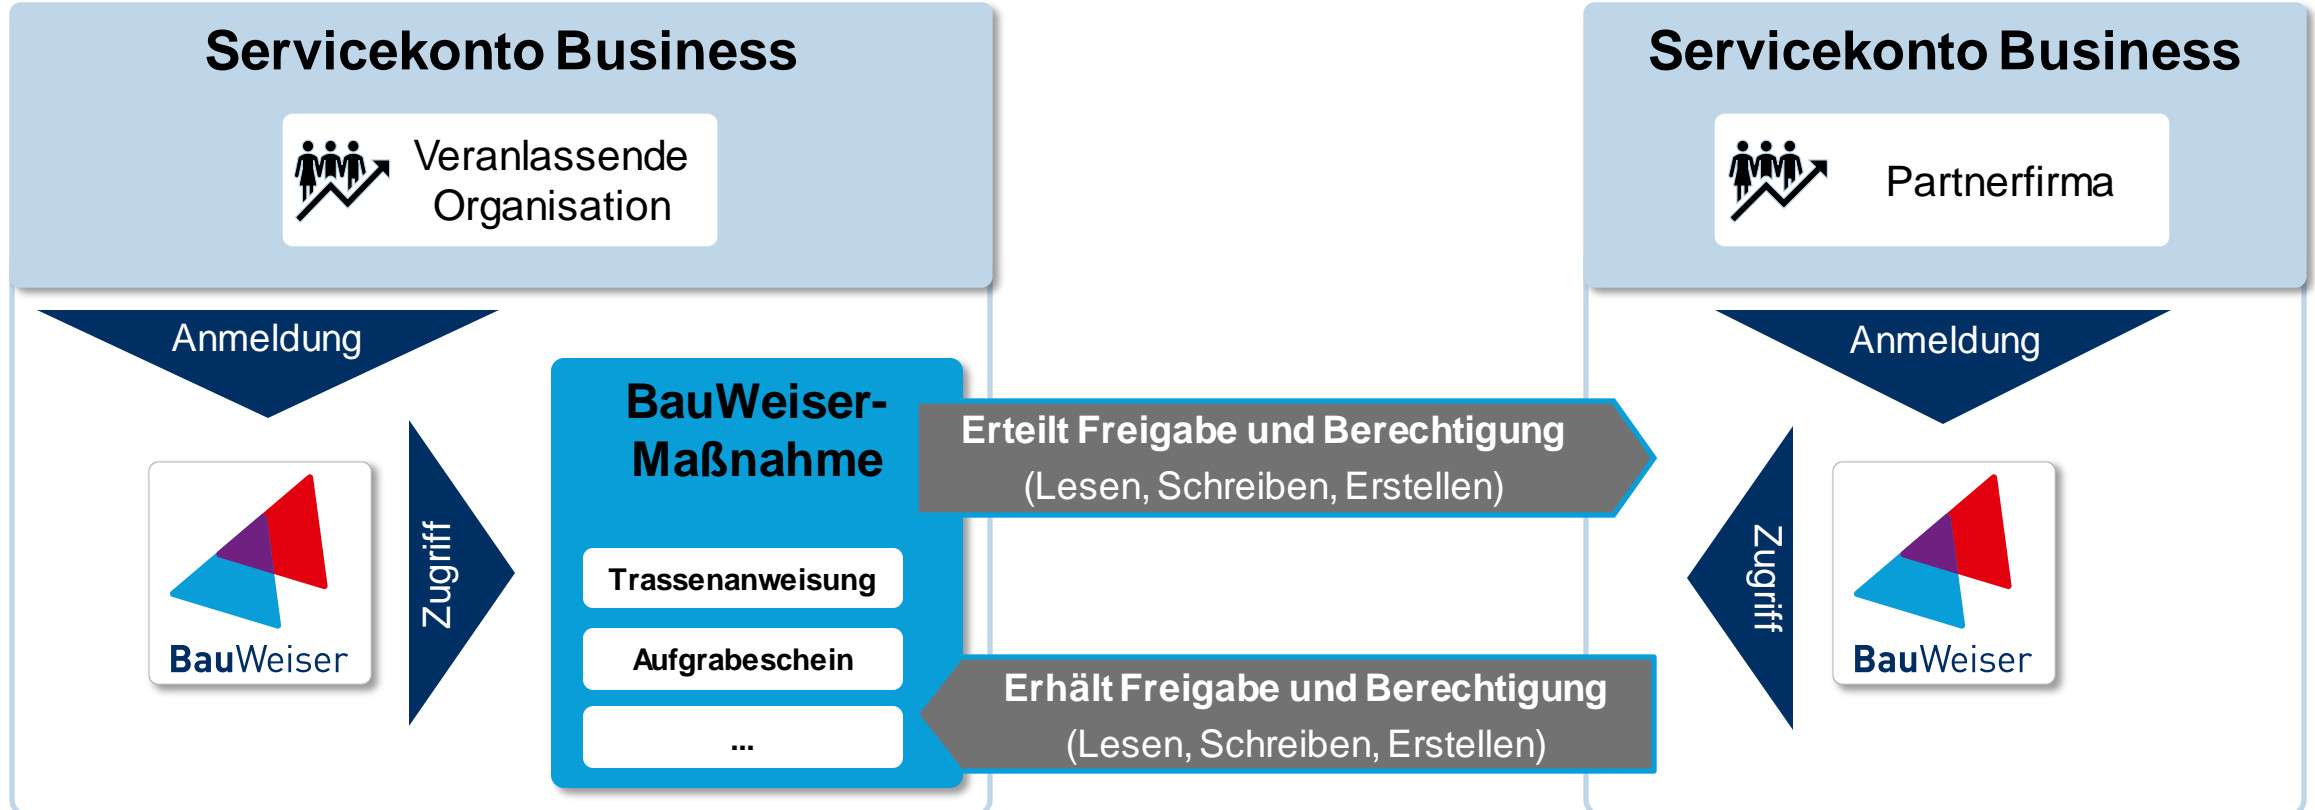 Servicekonto Business
Veranlassende
Organisation
Anmeldung
Zugriff
BauWeiser
BauWeiser-
Maßnahme
Trassenanweisung
Aufgrabeschein
...
Erteilt Freigabe und Berechtigung
(Lesen, Schreiben, Erstellen)
Erhält Freigabe und Berechtigung
(Lesen, Schreiben, Erstellen)
Servicekonto Business
Partnerfirma
Anmeldung
Zugriff
BauWeiser